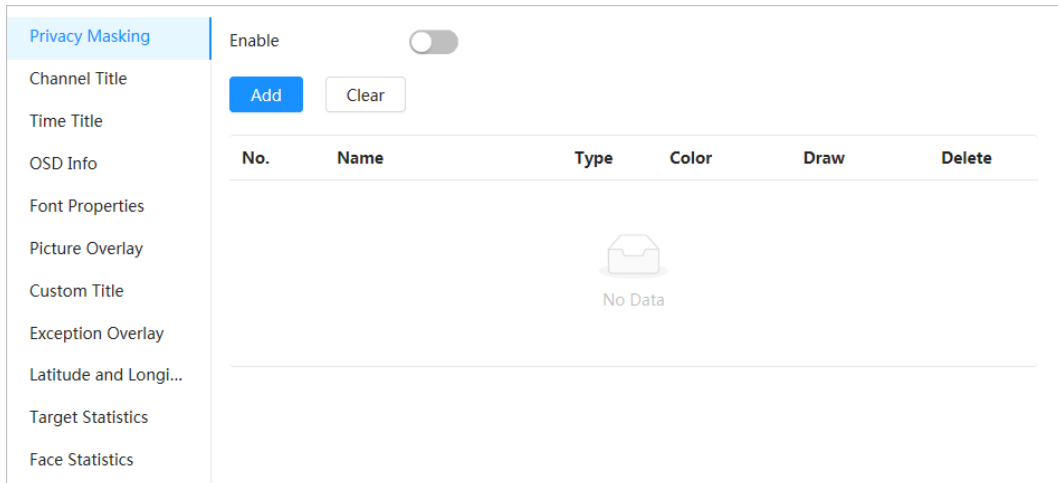 Privacy Masking
Channel Title
Time Title
OSD Info
Font Properties
Picture Overlay
Custom Title
Exception Overlay
Latitude and Longi...
Target Statistics
Face Statistics
Enable
Add Clear
No. Name Type Color Draw Delete
No Data